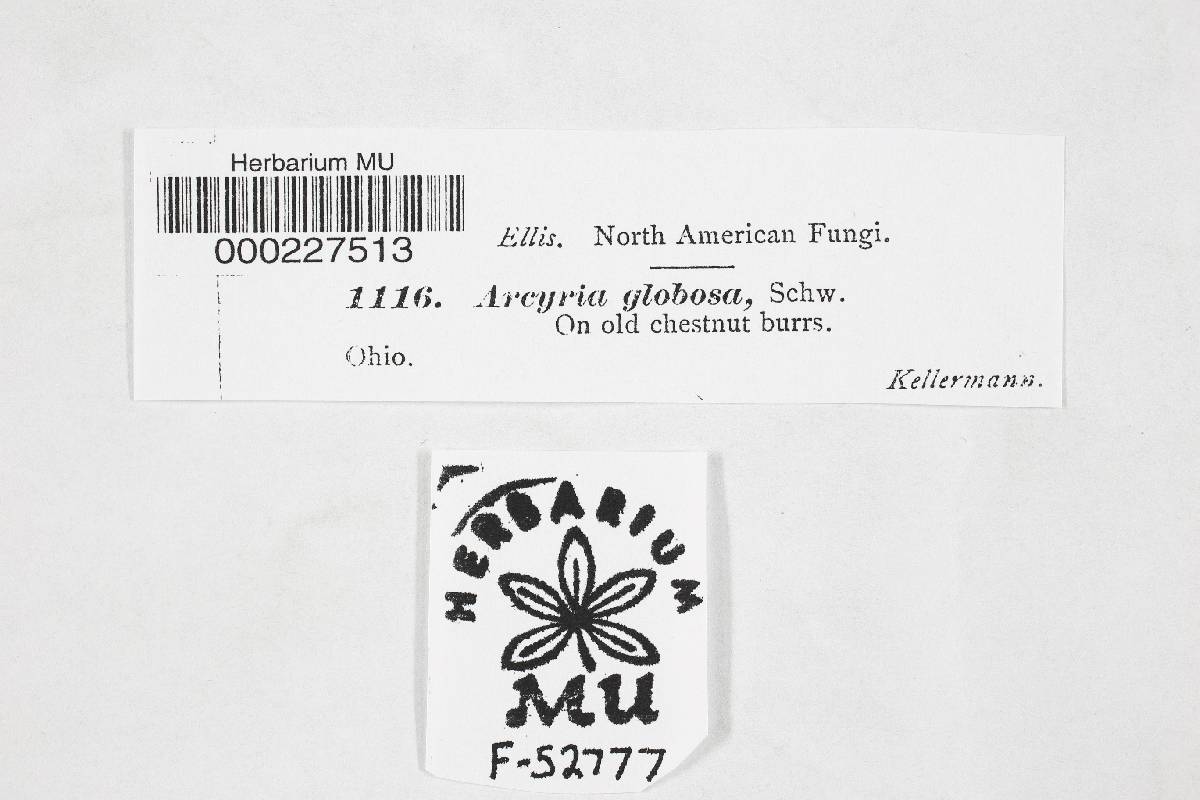 Herbarium MU
000227513
Ellis. North American Fungi.
1116. Arcyria globosa, Schw.
On old chestnut burrs.
Ohio.
Kellermann.
HERBARIUM
MU
F-52777